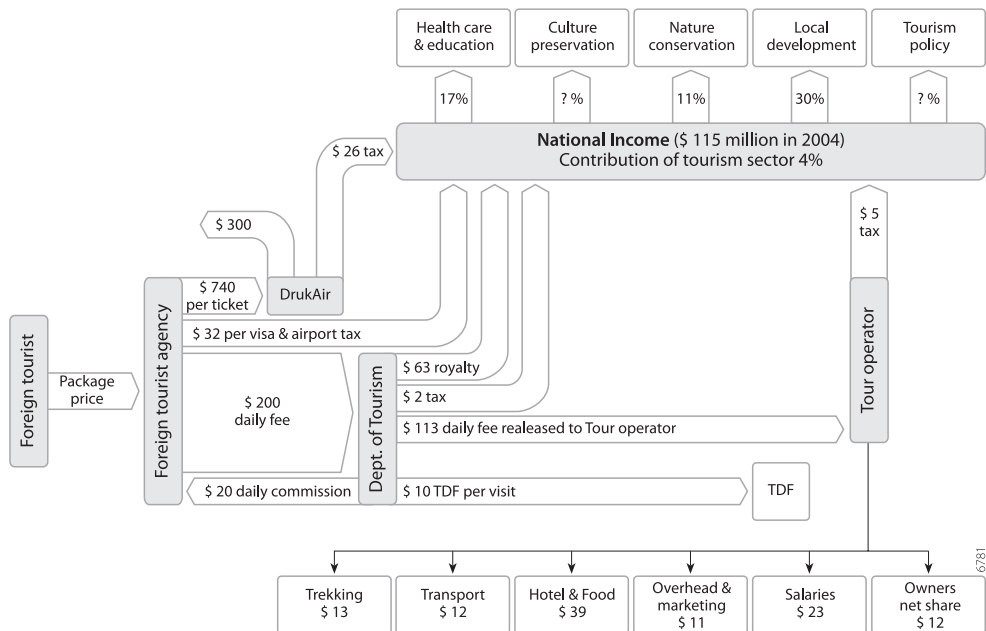 Health care
& education
Culture
preservation
Nature
conservation
Local
development
Tourism
policy
17%
? %
11%
30%
? %
National Income ($ 115 million in 2004)
Contribution of tourism sector 4%
$ 26 tax
$ 300
$ 5
tax
$ 740
per ticket
DrukAir
$ 32 per visa & airport tax
Foreign tourist
Package
price
Foreign tourist agency
$ 200
daily fee
Dept. of Tourism
$ 63 royalty
$ 2 tax
$ 113 daily fee realeased to Tour operator
Tour operator
$ 20 daily commission
$ 10 TDF per visit
TDF
Trekking
$ 13
Transport
$ 12
Hotel & Food
$ 39
Overhead &
marketing
$ 11
Salaries
$ 23
Owners
net share
$ 12
6781